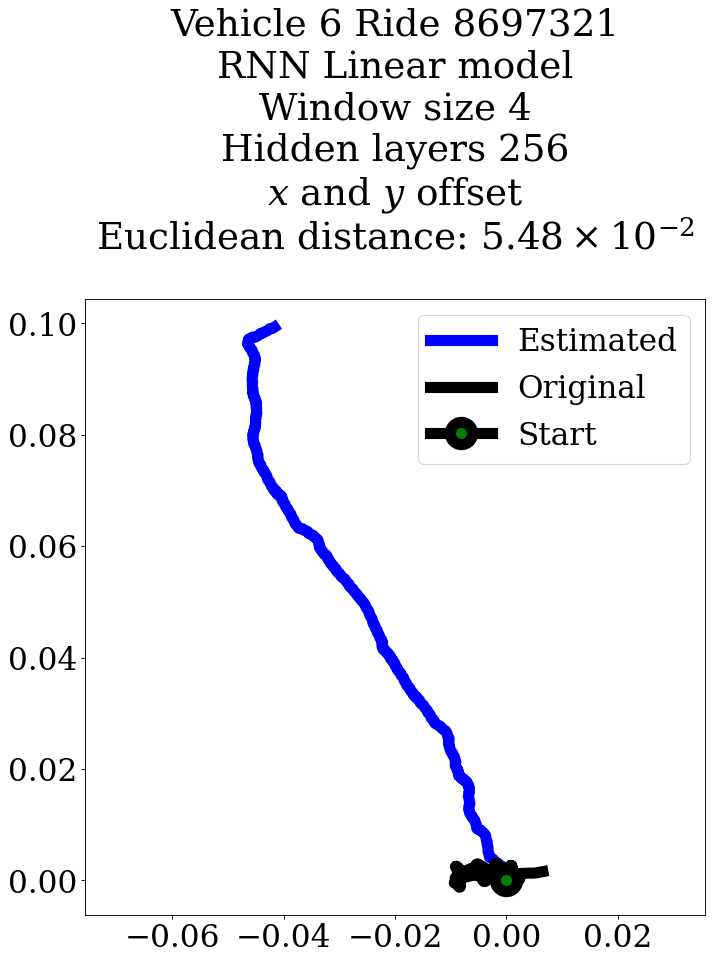 Vehicle 6 Ride 8697321
RNN Linear model
Window size 4
Hidden layers 256
x and y offset
Euclidean distance: 5.48 × 10⁻²
Estimated
Original
Start
0.10
0.08
0.06
0.04
0.02
0.00
−0.06 −0.04 −0.02 0.00 0.02